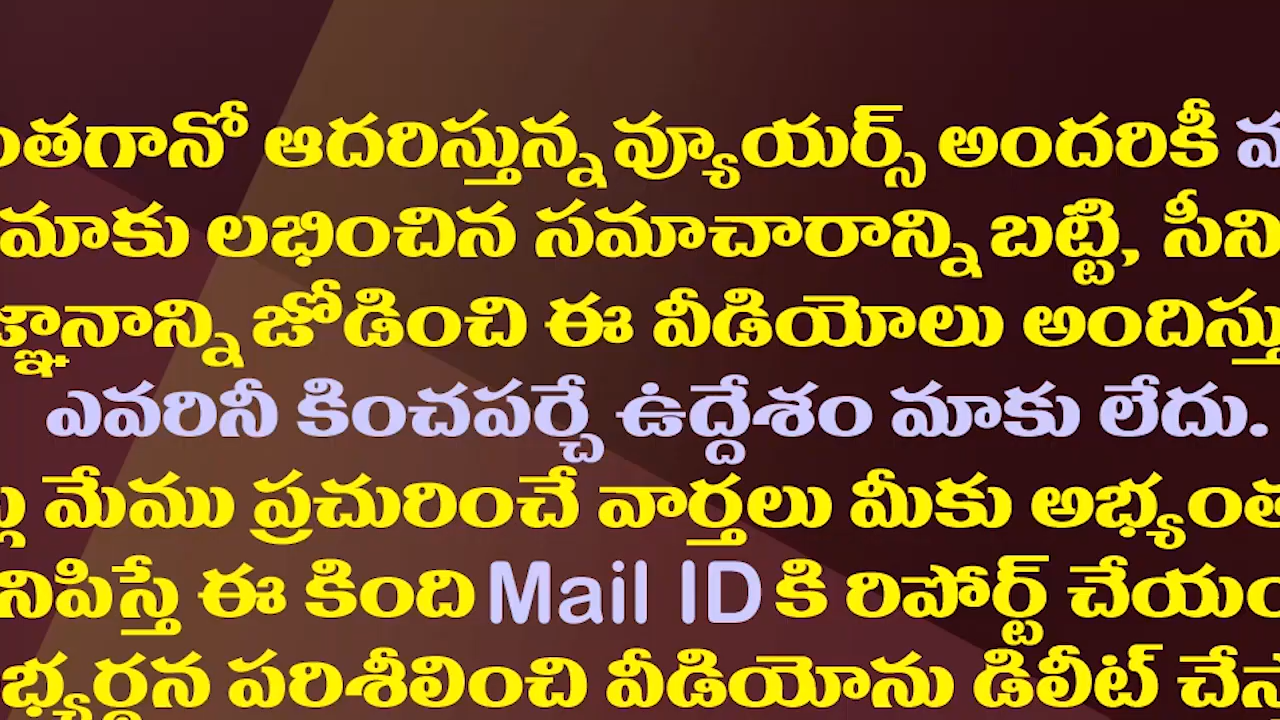 ఆదరిస్తున్న వ్యూయర్స్ అందరికీ
మాకు లభించిన సమాచారాన్ని బట్టి,
జోడించి ఈ వీడియోలు
ఎవరినీ కించపర్చే ఉద్దేశం మాకు లేదు.
మేము ప్రచురించే వార్తలు మీకు
ఈ కింది Mail ID కి రిపోర్ట్
పరిశీలించి వీడియోను డిలీట్